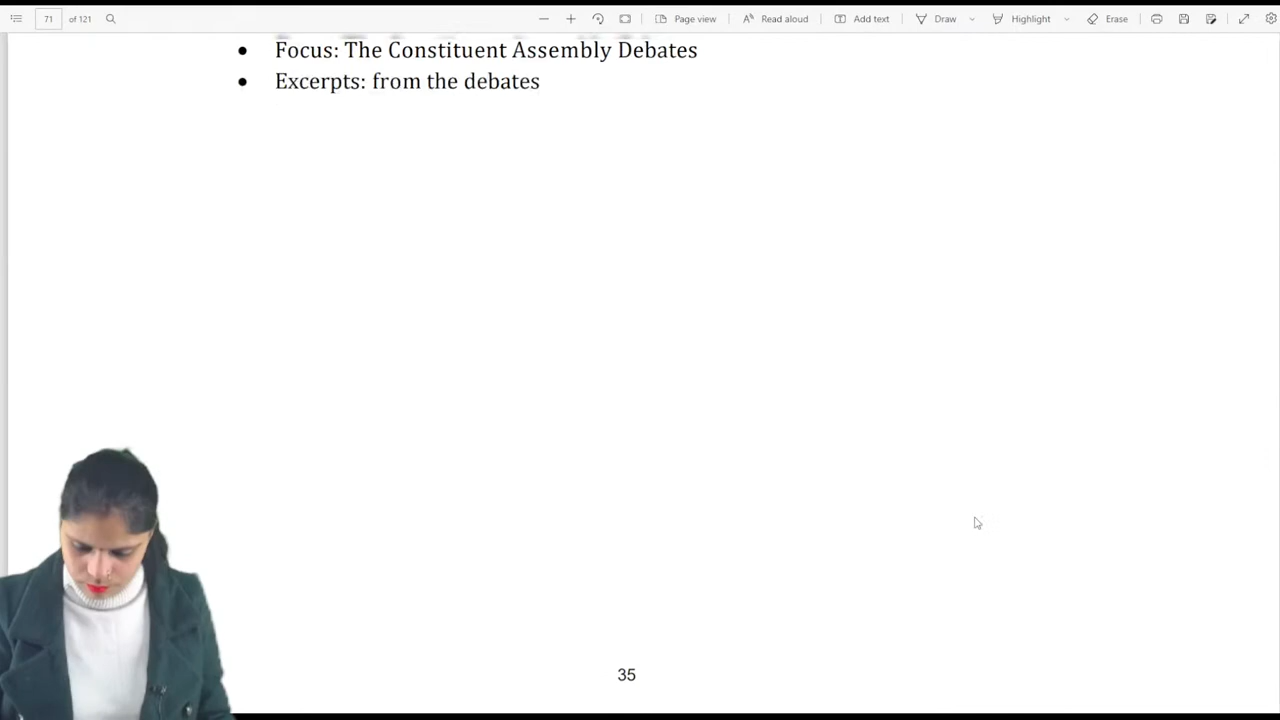 71 of 121 Page view Read aloud Add text Draw Highlight Erase
• Focus: The Constituent Assembly Debates
• Excerpts: from the debates
35